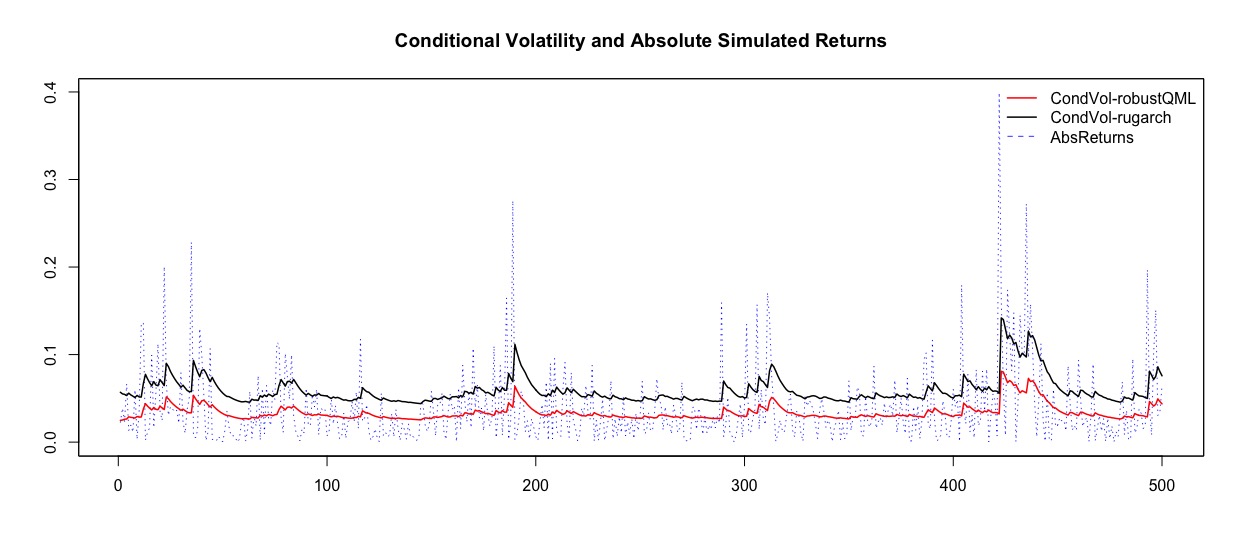 Conditional Volatility and Absolute Simulated Returns
0.4
0.3
0.2
0.1
0.0
CondVol-robustQML
CondVol-rugarch
AbsReturns
0 100 200 300 400 500